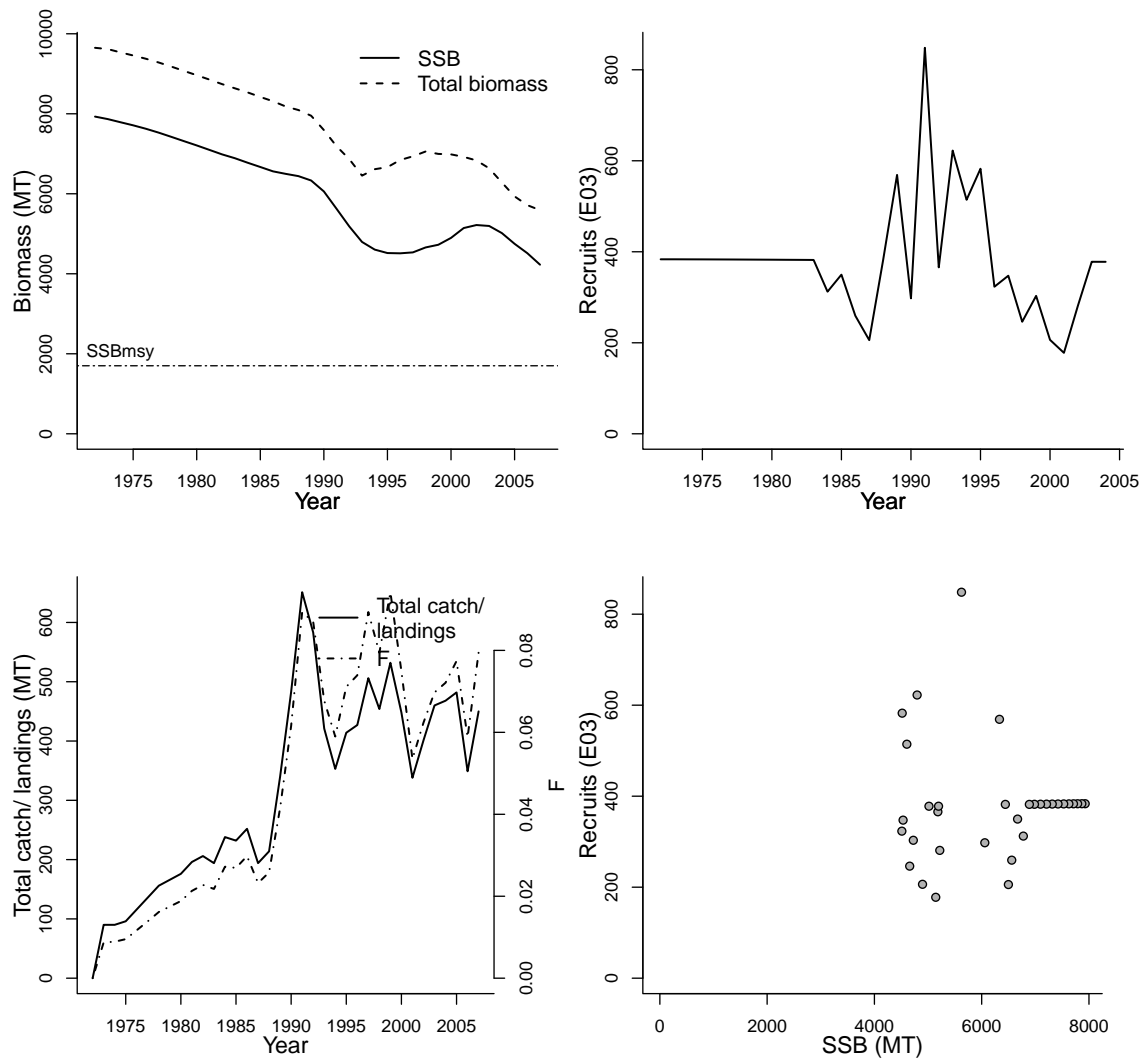 SSB
Total biomass
SSBmsy
Biomass (MT)
0
2000
4000
6000
8000
10000
1975 1980 1985 1990 1995 2000 2005
Year
Recruits (E03)
0
200
400
600
800
1975 1980 1985 1990 1995 2000 2005
Year
Total catch/
landings
F
Total catch/ landings (MT)
0
100
200
300
400
500
600
0.00
0.02
0.04
0.06
0.08
F
1975 1980 1985 1990 1995 2000 2005
Year
Recruits (E03)
0
200
400
600
800
0 2000 4000 6000 8000
SSB (MT)